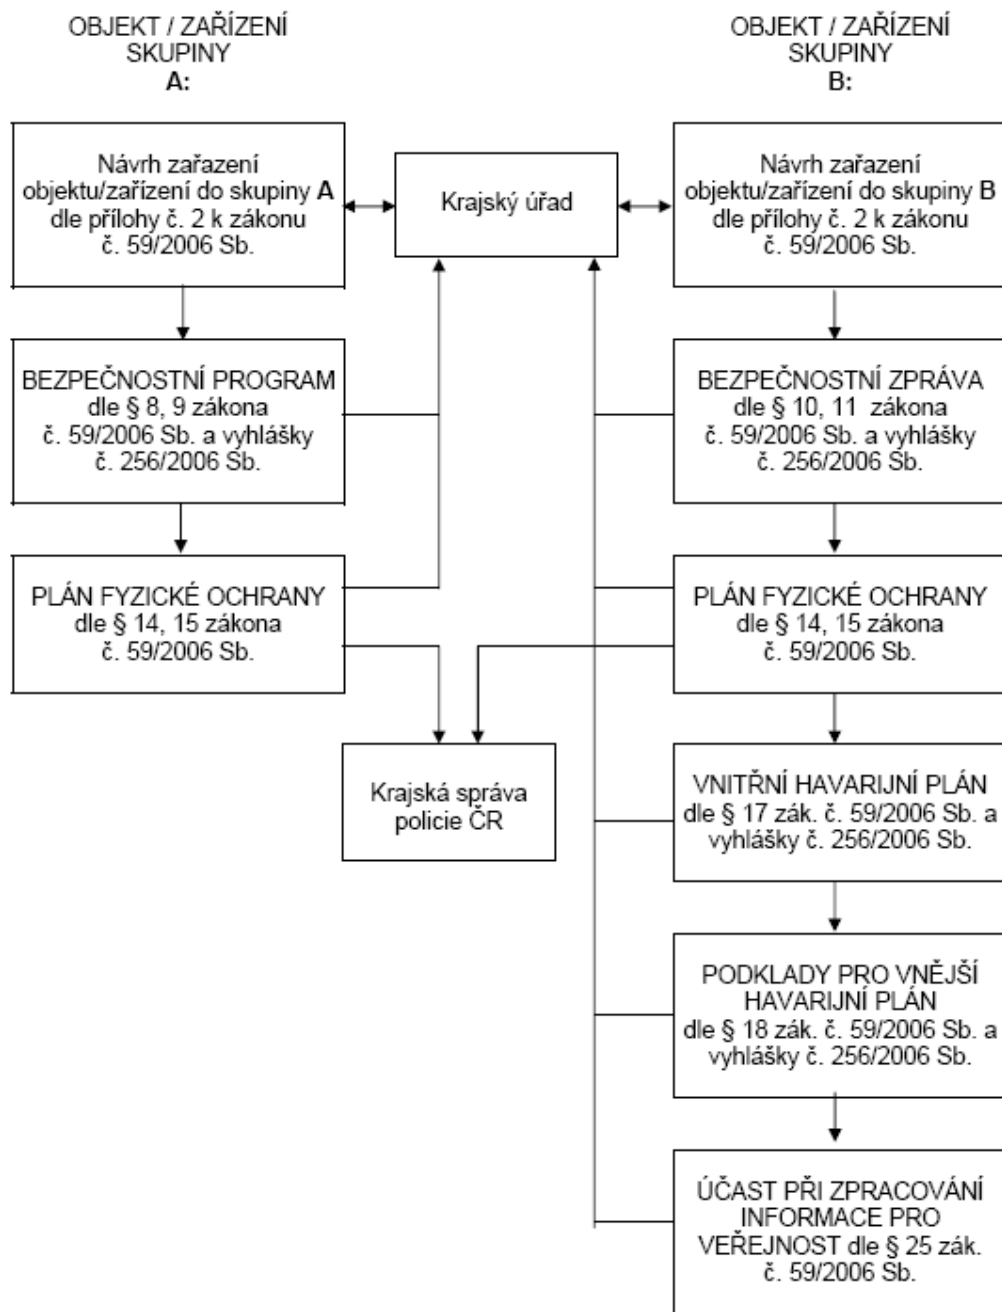 OBJEKT / ZAŘÍZENÍ
SKUPINY
A:
Návrh zařazení
objektu/zařízení do skupiny A
dle přílohy č. 2 k zákonu
č. 59/2006 Sb.
BEZPEČNOSTNÍ PROGRAM
dle § 8, 9 zákona
č. 59/2006 Sb. a vyhlášky
č. 256/2006 Sb.
PLÁN FYZICKÉ OCHRANY
dle § 14, 15 zákona
č. 59/2006 Sb.
Krajský úřad
Krajská správa
policie ČR
OBJEKT / ZAŘÍZENÍ
SKUPINY
B:
Návrh zařazení
objektu/zařízení do skupiny B
dle přílohy č. 2 k zákonu
č. 59/2006 Sb.
BEZPEČNOSTNÍ ZPRÁVA
dle § 10, 11 zákona
č. 59/2006 Sb. a vyhlášky
č. 256/2006 Sb.
PLÁN FYZICKÉ OCHRANY
dle § 14, 15 zákona
č. 59/2006 Sb.
VNITŘNÍ HAVARIJNÍ PLÁN
dle § 17 zák. č. 59/2006 Sb. a
vyhlášky č. 256/2006 Sb.
PODKLADY PRO VNĚJŠÍ
HAVARIJNÍ PLÁN
dle § 18 zák. č. 59/2006 Sb. a
vyhlášky č. 256/2006 Sb.
ÚČAST PŘI ZPRACOVÁNÍ
INFORMACE PRO
VEŘEJNOST dle § 25 zák.
č. 59/2006 Sb.